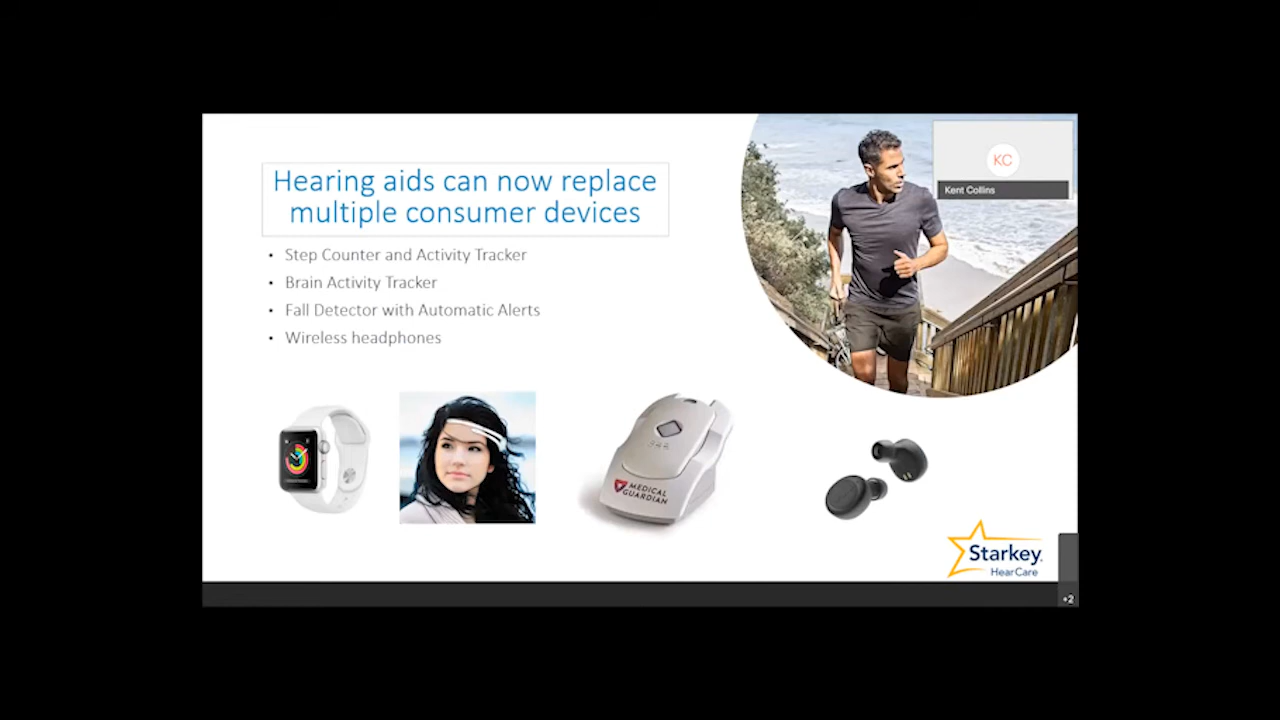 Hearing aids can now replace
multiple consumer devices
• Step Counter and Activity Tracker
• Brain Activity Tracker
• Fall Detector with Automatic Alerts
• Wireless headphones
KC
Kent Collins
MEDICAL
GUARDIAN
Starkey
HearCare
+2